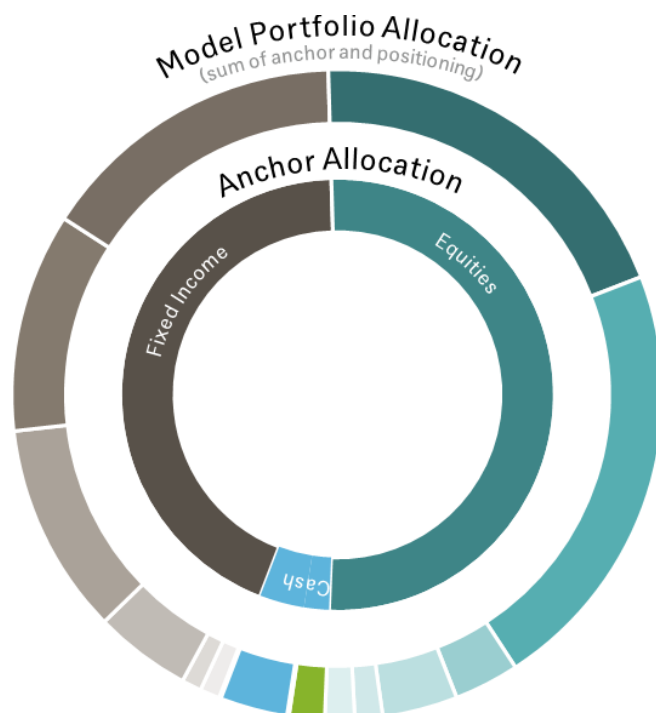 Model Portfolio Allocation
(sum of anchor and positioning)
Anchor Allocation
Fixed Income
Equities
Cash